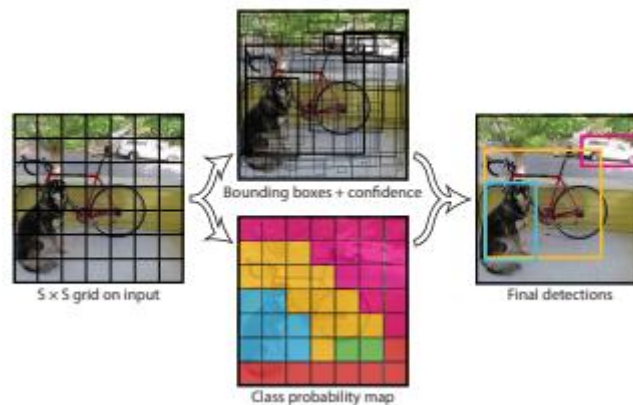 Bounding boxes + confidence
S × S grid on input
Final detections
Class probability map